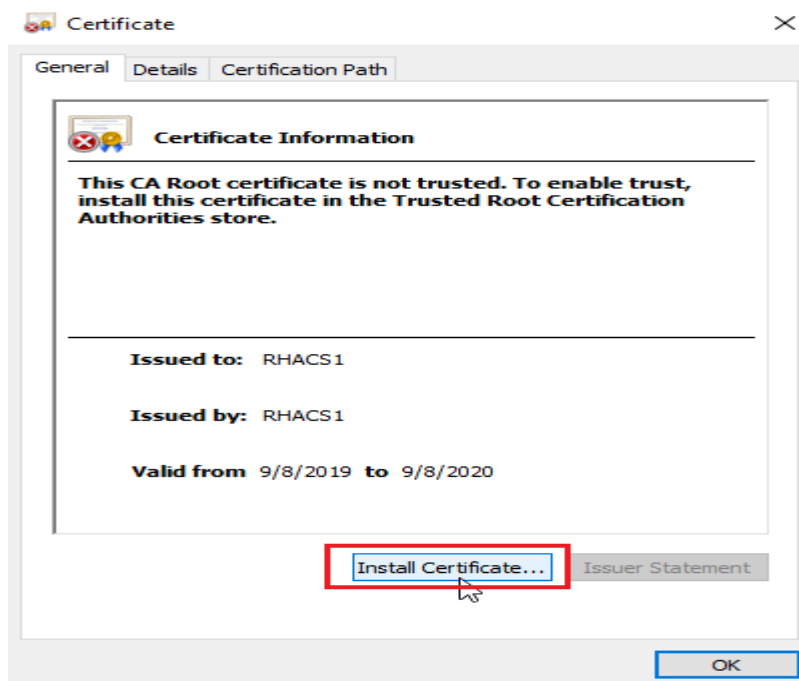 Certificate
General Details Certification Path
Certificate Information
This CA Root certificate is not trusted. To enable trust,
install this certificate in the Trusted Root Certification
Authorities store.
Issued to: RHACS1
Issued by: RHACS1
Valid from 9/8/2019 to 9/8/2020
Install Certificate... Issuer Statement
OK